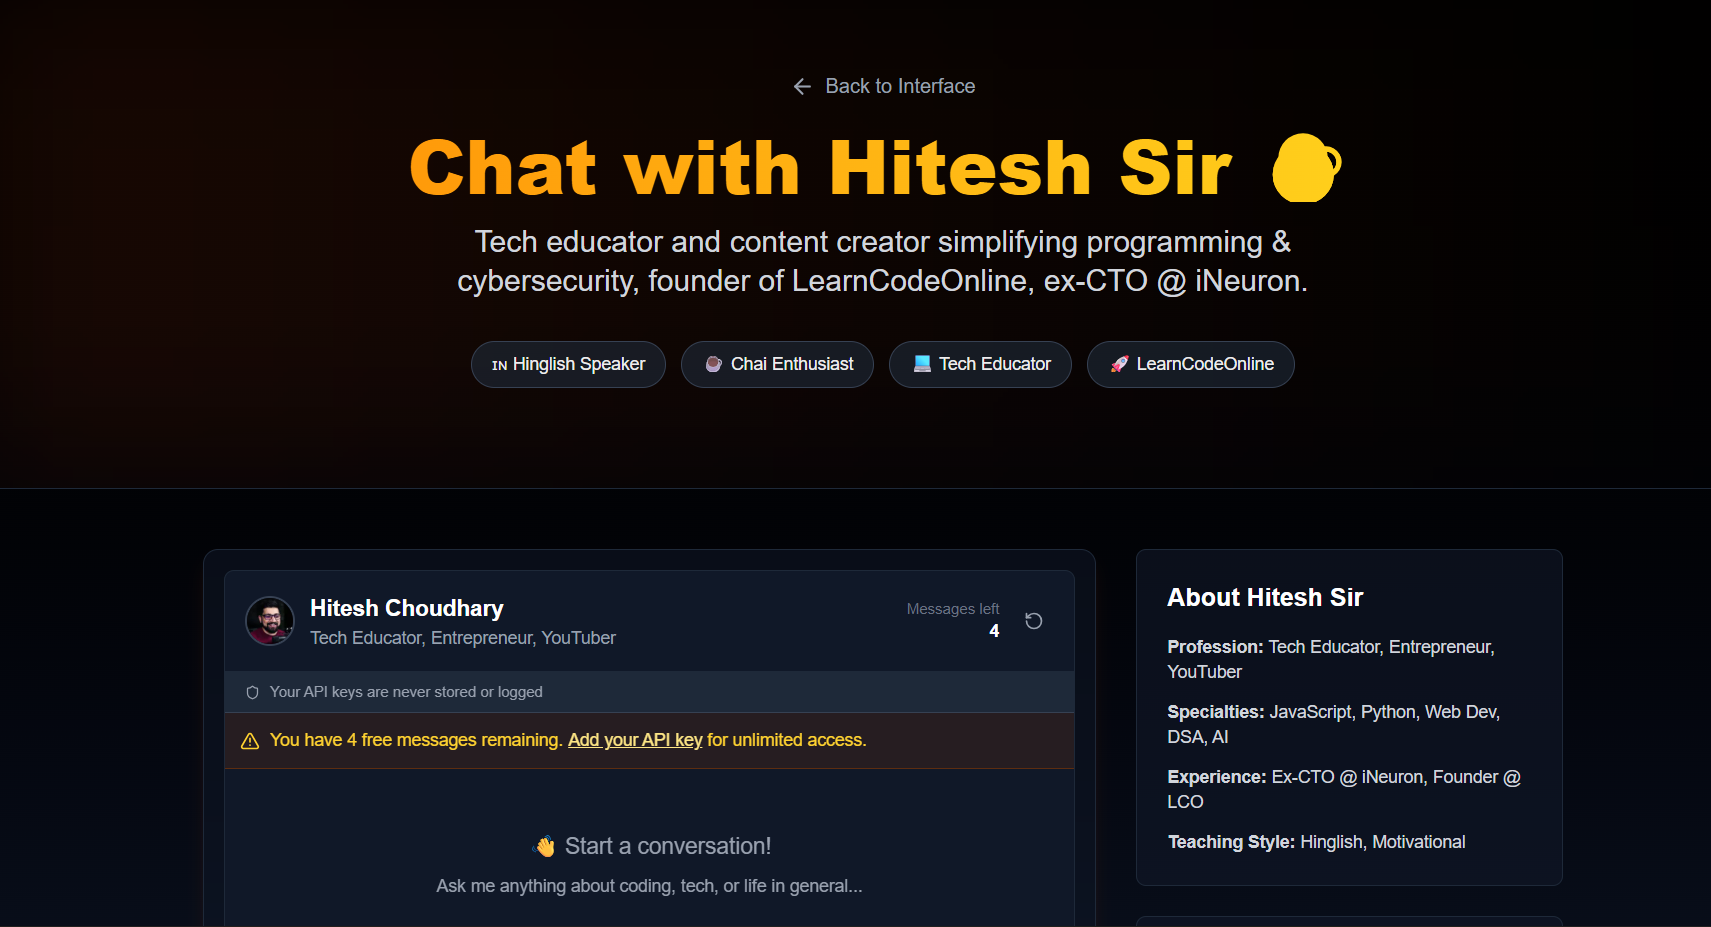 Back to Interface
Chat with Hitesh Sir
Tech educator and content creator simplifying programming &
cybersecurity, founder of LearnCodeOnline, ex-CTO @ iNeuron.
IN Hinglish Speaker
Chai Enthusiast
Tech Educator
LearnCodeOnline
Hitesh Choudhary
Tech Educator, Entrepreneur, YouTuber
Messages left
4
Your API keys are never stored or logged
You have 4 free messages remaining. Add your API key for unlimited access.
👋 Start a conversation!
Ask me anything about coding, tech, or life in general...
About Hitesh Sir
Profession: Tech Educator, Entrepreneur,
YouTuber
Specialties: JavaScript, Python, Web Dev,
DSA, AI
Experience: Ex-CTO @ iNeuron, Founder @
LCO
Teaching Style: Hinglish, Motivational